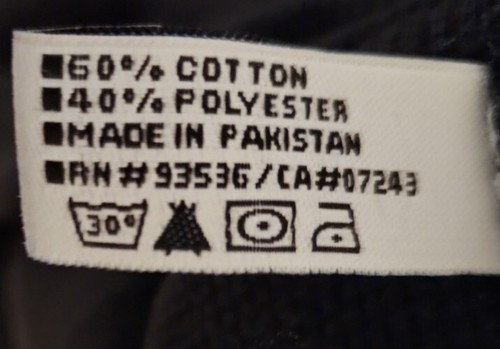 60% COTTON
40% POLYESTER
MADE IN PAKISTAN
RN # 93536/CA#07243
30°